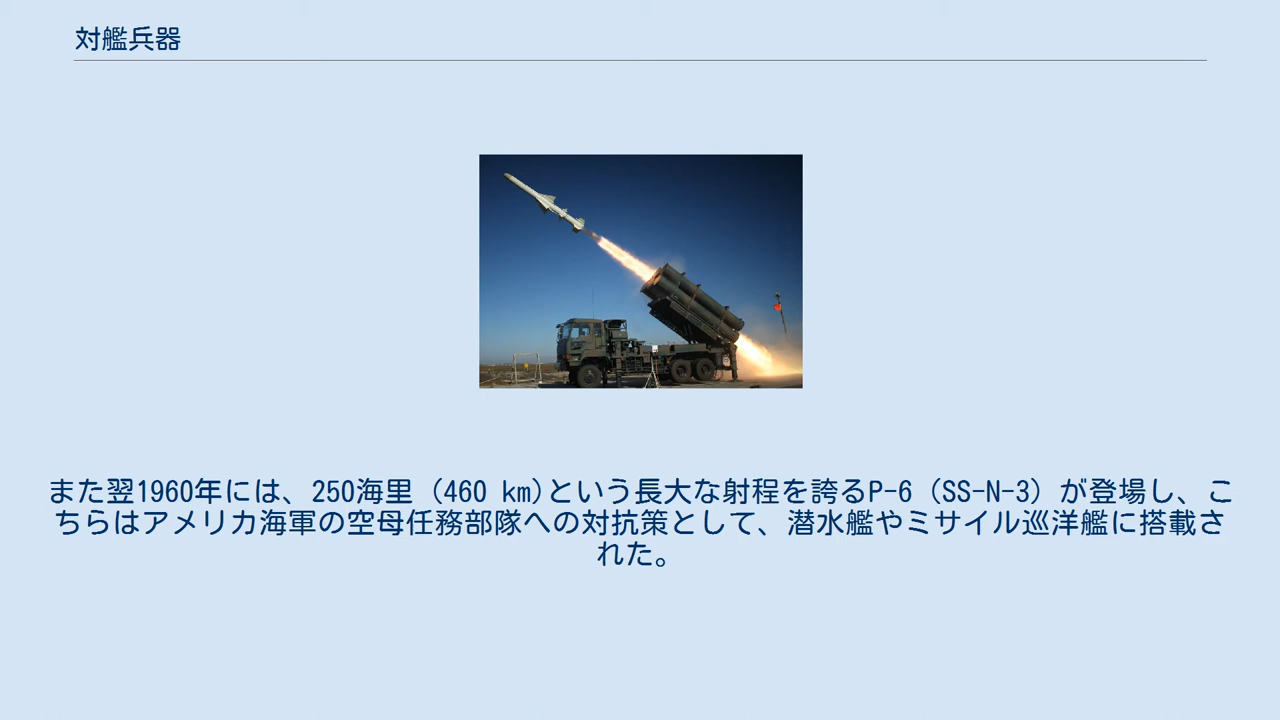 対艦兵器
また翌1960年には、250海里 (460 km)という長大な射程を誇るP-6（SS-N-3）が登場し、こ
ちらはアメリカ海軍の空母任務部隊への対抗策として、潜水艦やミサイル巡洋艦に搭載さ
れた。